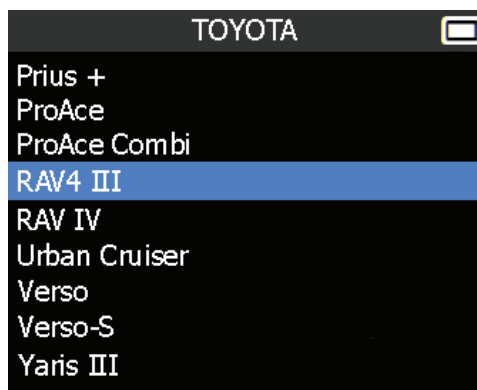 TOYOTA
Prius +
ProAce
ProAce Combi
RAV4 III
RAV IV
Urban Cruiser
Verso
Verso-S
Yaris III